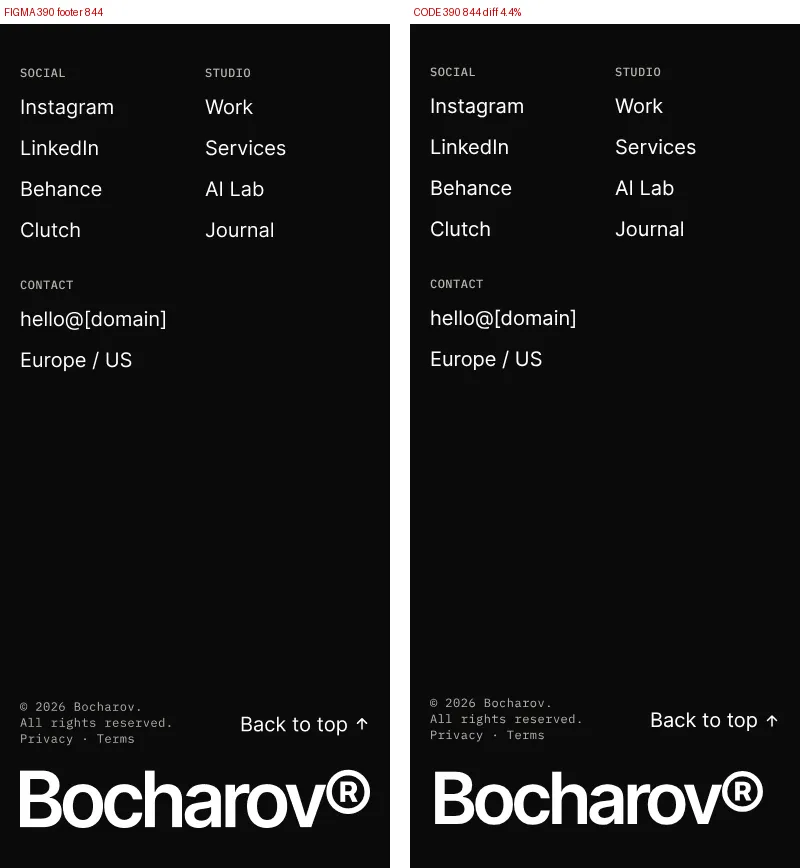 FIGMA 390 footer 844
SOCIAL
Instagram
LinkedIn
Behance
Clutch
STUDIO
Work
Services
AI Lab
Journal
CONTACT
hello@[domain]
Europe / US
© 2026 Bocharov.
All rights reserved.
Privacy · Terms
Back to top ↑
Bocharov®
CODE 390 844 diff 4.4%
SOCIAL
Instagram
LinkedIn
Behance
Clutch
STUDIO
Work
Services
AI Lab
Journal
CONTACT
hello@[domain]
Europe / US
© 2026 Bocharov.
All rights reserved.
Privacy · Terms
Back to top ↑
Bocharov®